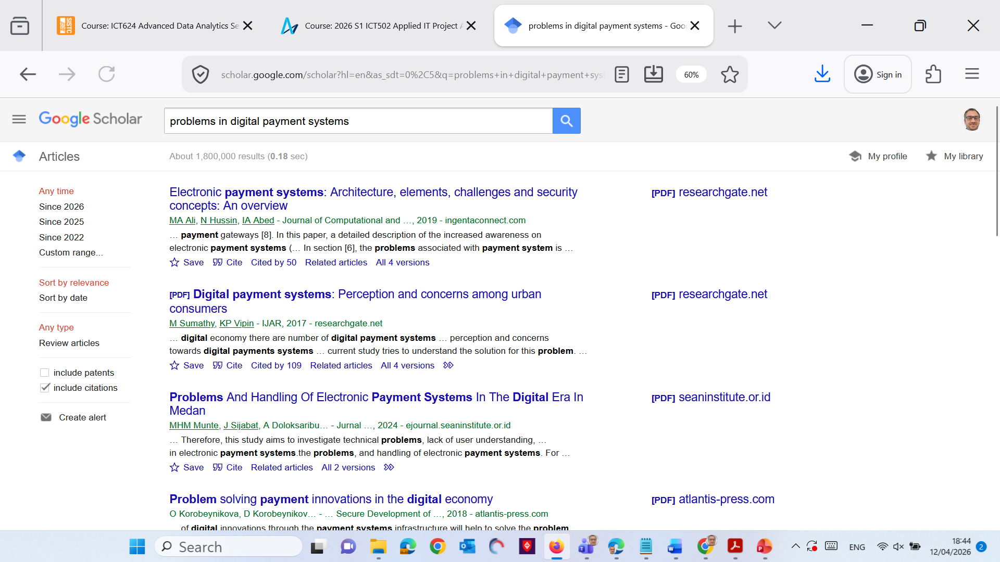 Course: ICT624 Advanced Data Analytics Se
Course: 2026 S1 ICT502 Applied IT Project
problems in digital payment systems - Goo
scholar.google.com/scholar?hl=en&as_sdt=0%2C5&q=problems+in+digital+payment+syst
60%
Sign in
Google Scholar
problems in digital payment systems
Articles
About 1,800,000 results (0.18 sec)
My profile
My library
Any time
Since 2026
Since 2025
Since 2022
Custom range...
Sort by relevance
Sort by date
Any type
Review articles
include patents
include citations
Create alert
Electronic payment systems: Architecture, elements, challenges and security
concepts: An overview
MA Ali, N Hussin, IA Abed - Journal of Computational and …, 2019 - ingentaconnect.com
… payment gateways [8]. In this paper, a detailed description of the increased awareness on
electronic payment systems (… In section [6], the problems associated with payment system is …
Save Cite Cited by 50 Related articles All 4 versions
[PDF] researchgate.net
[PDF] Digital payment systems: Perception and concerns among urban
consumers
M Sumathy, KP Vipin - IJAR, 2017 - researchgate.net
… digital economy there are number of digital payment systems … perception and concerns
towards digital payments systems … current study tries to understand the solution for this problem. …
Save Cite Cited by 109 Related articles All 4 versions
[PDF] researchgate.net
Problems And Handling Of Electronic Payment Systems In The Digital Era In
Medan
MHM Munte, J Sijabat, A Doloksaribu… - Jurnal …, 2024 - ejournal.seaninstitute.or.id
… Therefore, this study aims to investigate technical problems, lack of user understanding, …
in electronic payment systems.the problems, and handling of electronic payment systems. For …
Save Cite Related articles All 2 versions
[PDF] seaninstitute.or.id
Problem solving payment innovations in the digital economy
O Korobeynikova, D Korobeynikov… - … Secure Development of …, 2018 - atlantis-press.com
of digital innovations through the payment systems infrastructure will help to solve the problem
[PDF] atlantis-press.com
Search
ENG
18:44
12/04/2026
2